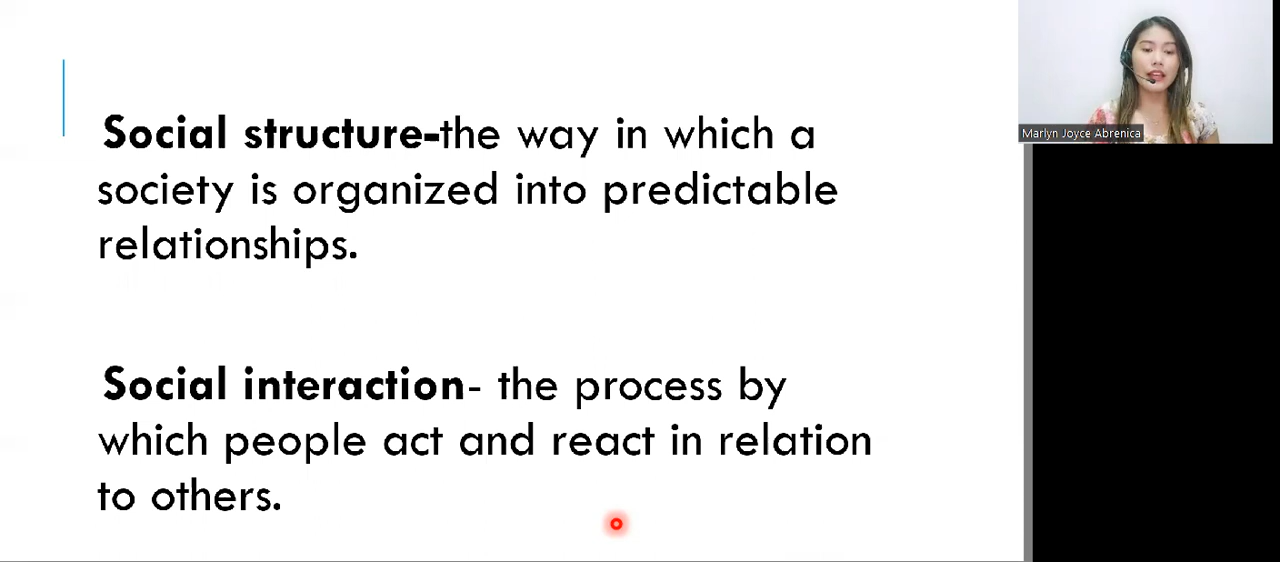 Social structure-the way in which a
society is organized into predictable
relationships.
Social interaction- the process by
which people act and react in relation
to others.
Marlyn Joyce Abrenica